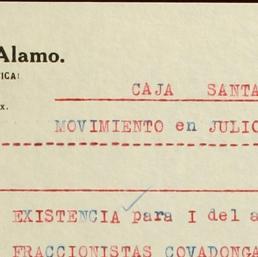 Alamo.
CAJA SANTA
MOVIMIENTO en JULIO
EXISTENCIA para I del a
FRACCIONISTAS COVADONGA